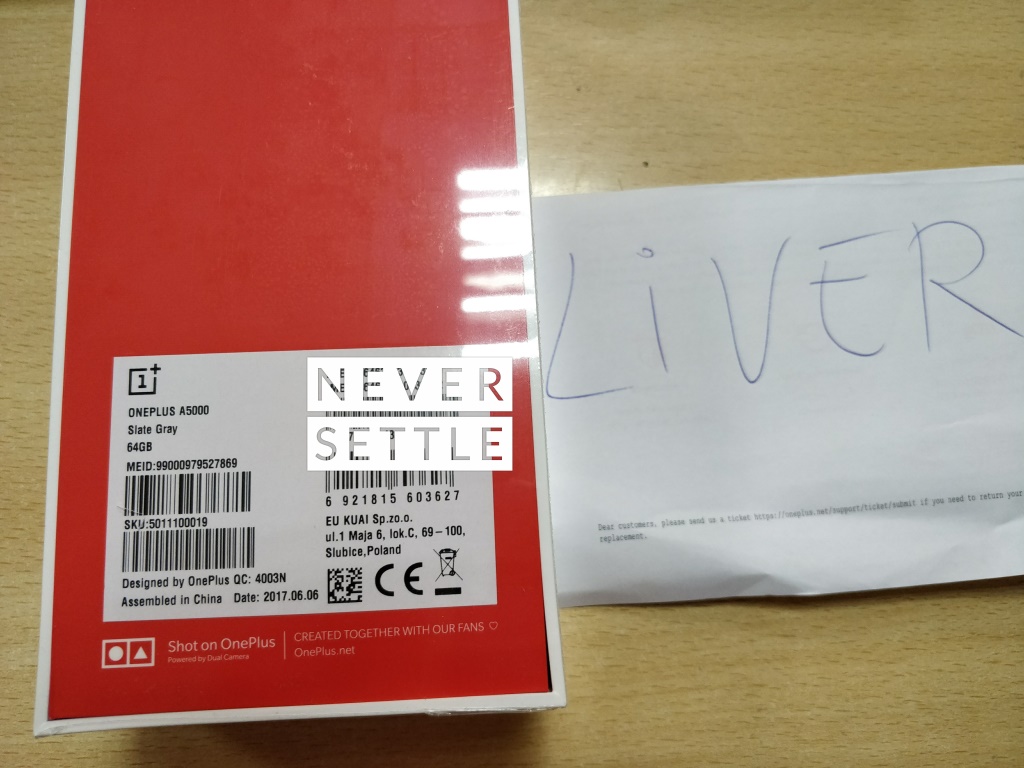 NEVER
SETTLE
1+
ONEPLUS A5000
Slate Gray
64GB
MEID:99000979527869
SKU:5011100019
Designed by OnePlus QC: 4003N
Assembled in China Date: 2017.06.06
6 921815 603627
EU KUAI Sp.zo.o.
ul.1 Maja 6, lok.C, 69-100,
Slubice,Poland
CE
Shot on OnePlus
Powered by Dual Camera
CREATED TOGETHER WITH OUR FANS ♡
OnePlus.net
LiVER
Dear customers, please send us a ticket https://oneplus.net/support/ticket/submit if you need to return your
replacement.